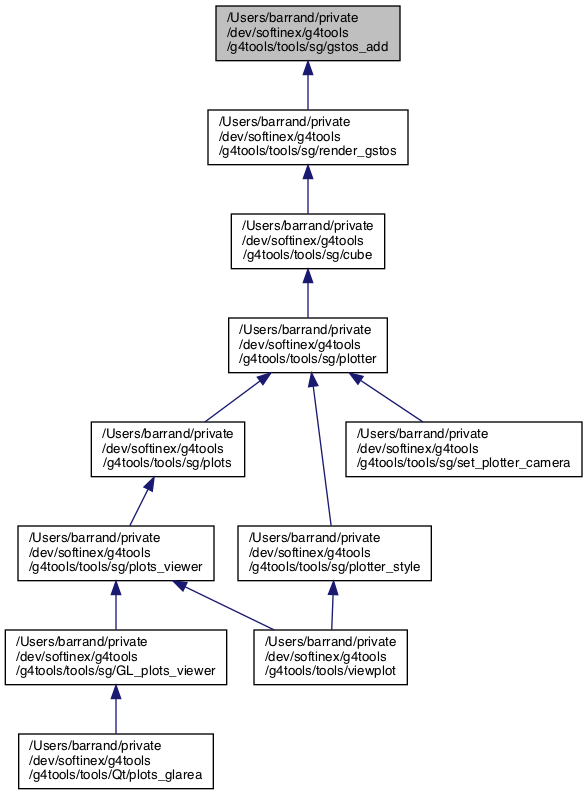 /Users/barrand/private
/dev/softinex/g4tools
/g4tools/tools/sg/gstos_add
/Users/barrand/private
/dev/softinex/g4tools
/g4tools/tools/sg/render_gstos
/Users/barrand/private
/dev/softinex/g4tools
/g4tools/tools/sg/cube
/Users/barrand/private
/dev/softinex/g4tools
/g4tools/tools/sg/plotter
/Users/barrand/private
/dev/softinex/g4tools
/g4tools/tools/sg/plots
/Users/barrand/private
/dev/softinex/g4tools
/g4tools/tools/sg/set_plotter_camera
/Users/barrand/private
/dev/softinex/g4tools
/g4tools/tools/sg/plots_viewer
/Users/barrand/private
/dev/softinex/g4tools
/g4tools/tools/sg/plotter_style
/Users/barrand/private
/dev/softinex/g4tools
/g4tools/tools/sg/GL_plots_viewer
/Users/barrand/private
/dev/softinex/g4tools
/g4tools/tools/viewplot
/Users/barrand/private
/dev/softinex/g4tools
/g4tools/tools/Qt/plots_glarea